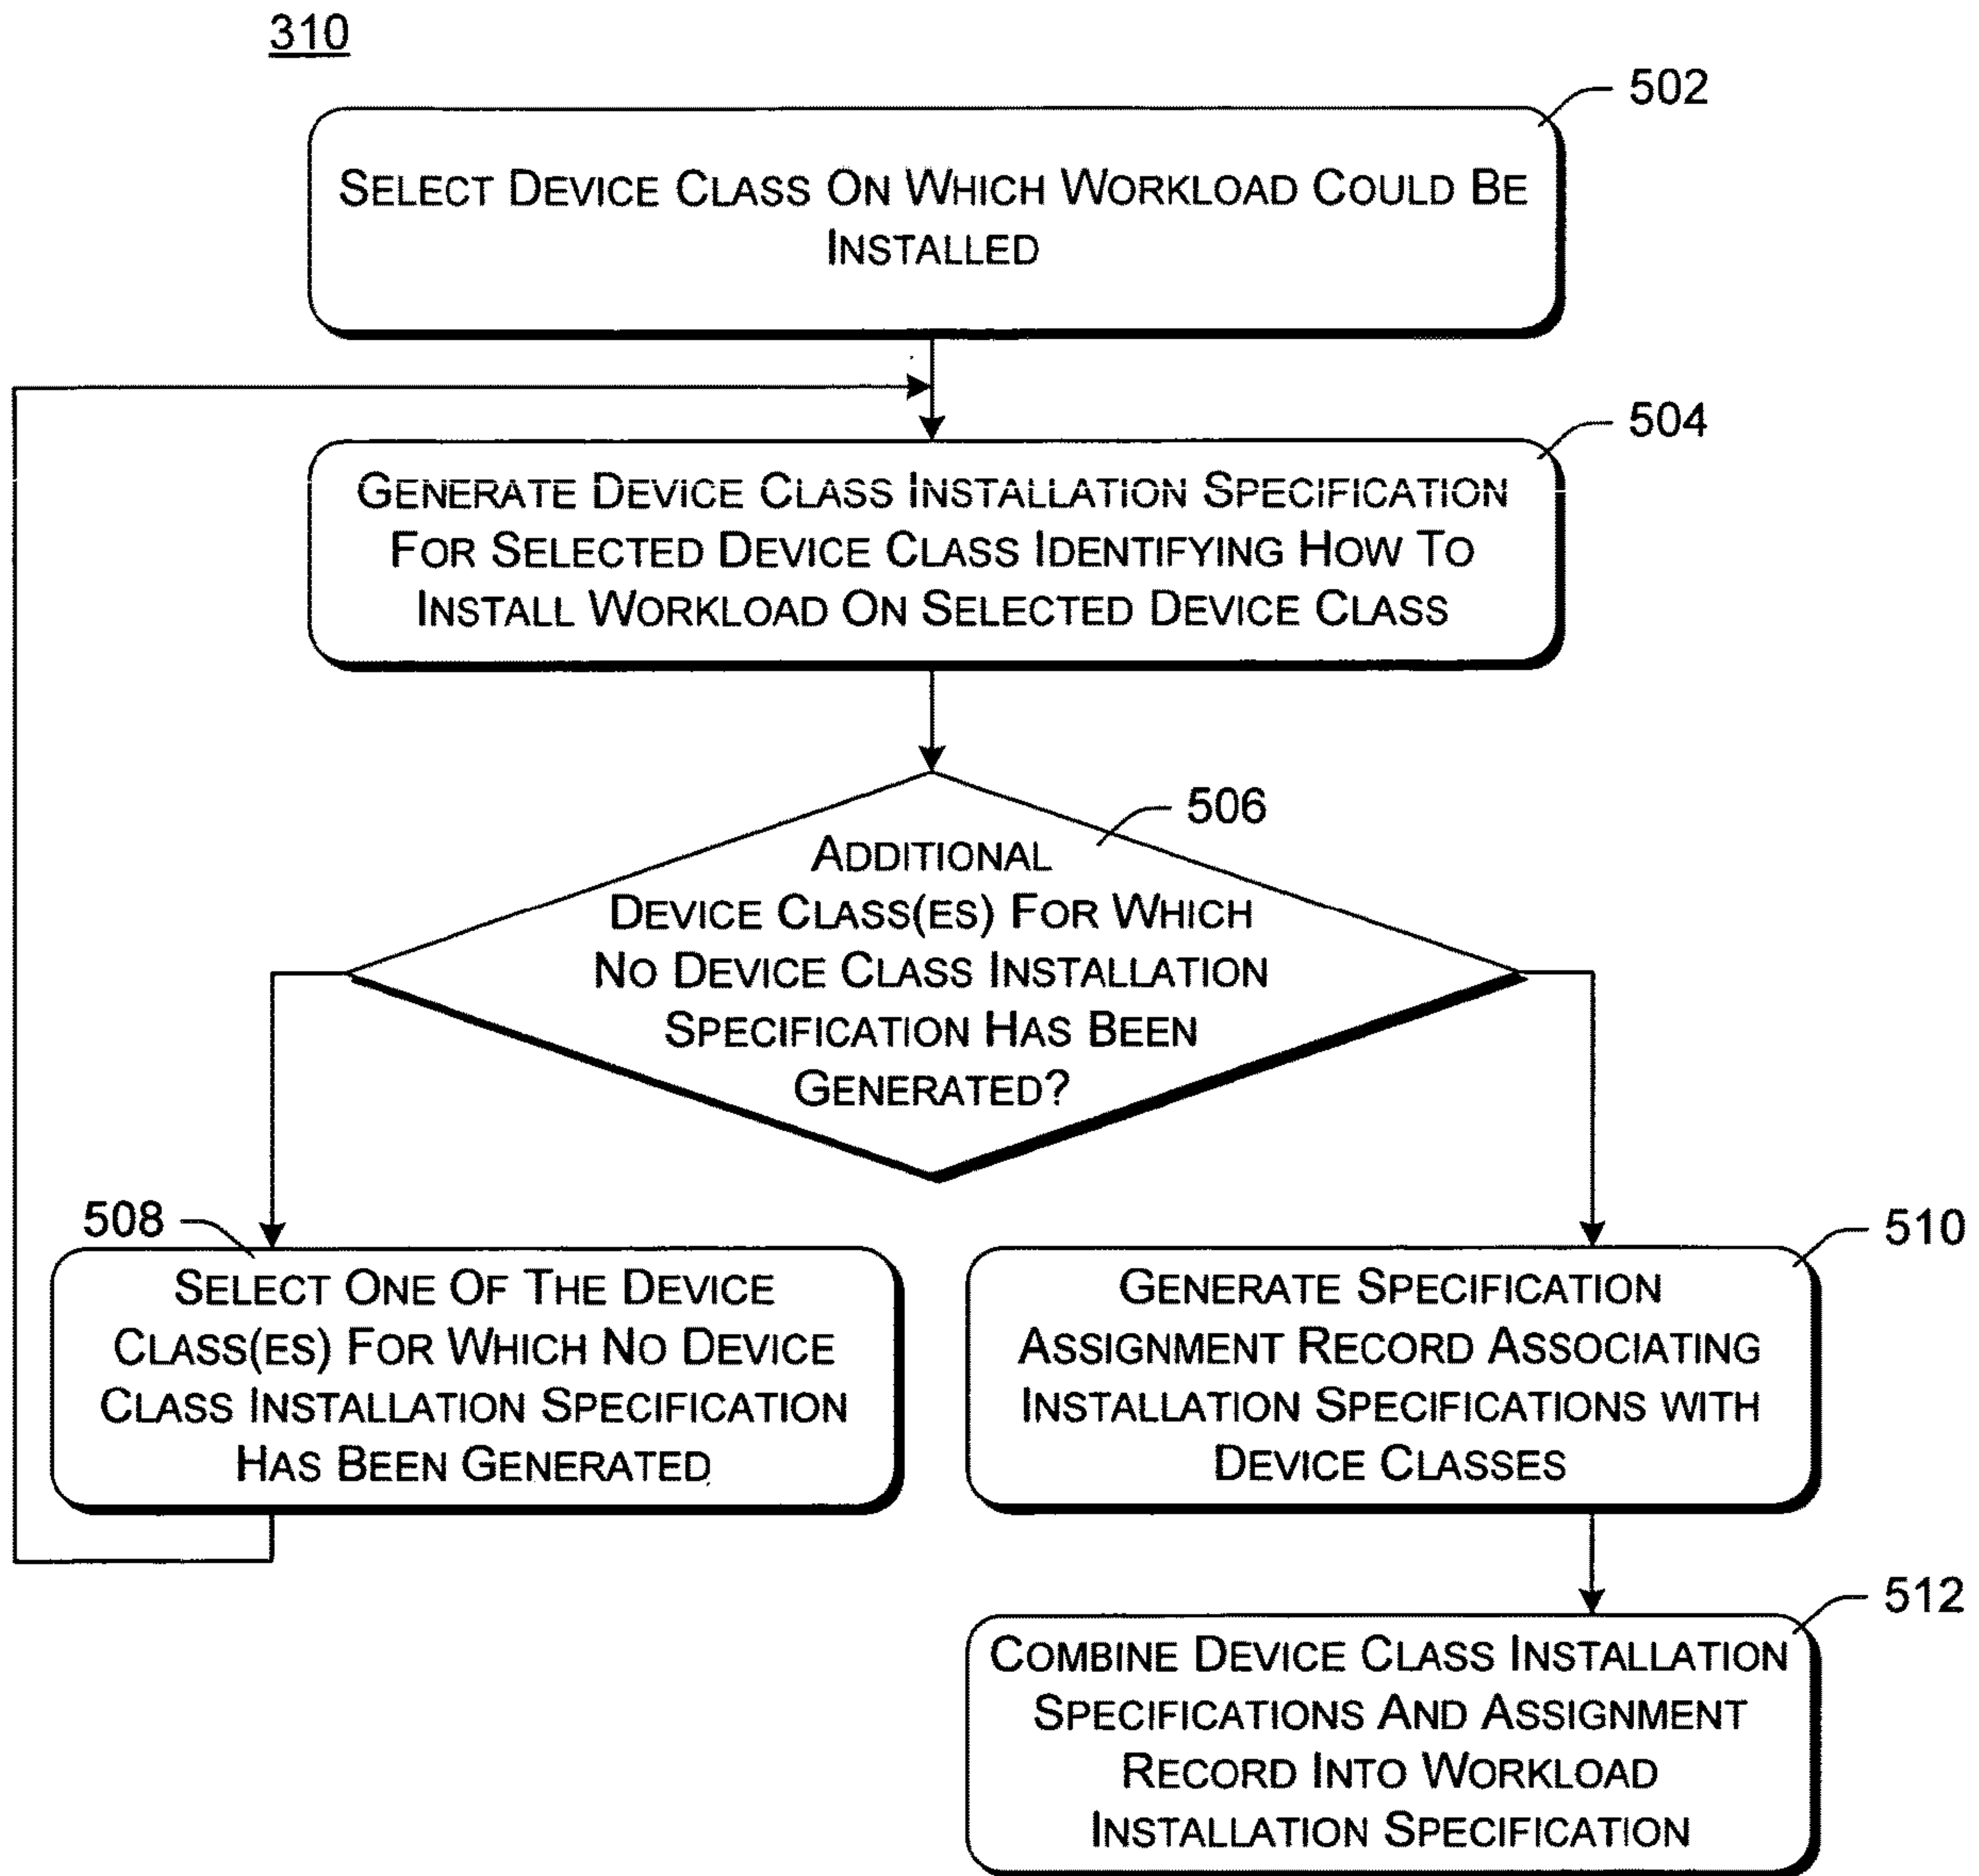 310
502
SELECT DEVICE CLASS ON WHICH WORKLOAD COULD BE
INSTALLED
504
GENERATE DEVICE CLASS INSTALLATION SPECIFICATION
FOR SELECTED DEVICE CLASS IDENTIFYING HOW TO
INSTALL WORKLOAD ON SELECTED DEVICE CLASS
506
ADDITIONAL
DEVICE CLASS(ES) FOR WHICH
NO DEVICE CLASS INSTALLATION
SPECIFICATION HAS BEEN
GENERATED?
508
SELECT ONE OF THE DEVICE
CLASS(ES) FOR WHICH NO DEVICE
CLASS INSTALLATION SPECIFICATION
HAS BEEN GENERATED
510
GENERATE SPECIFICATION
ASSIGNMENT RECORD ASSOCIATING
INSTALLATION SPECIFICATIONS WITH
DEVICE CLASSES
512
COMBINE DEVICE CLASS INSTALLATION
SPECIFICATIONS AND ASSIGNMENT
RECORD INTO WORKLOAD
INSTALLATION SPECIFICATION